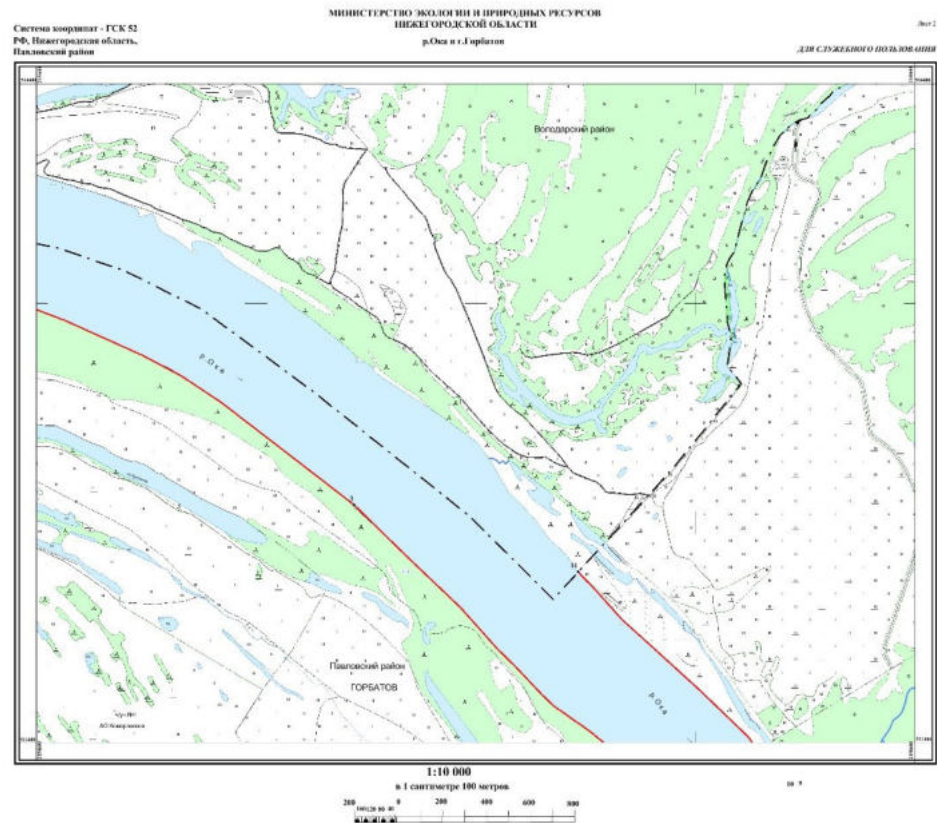 МИНИСТЕРСТВО ЭКОЛОГИИ И ПРИРОДНЫХ РЕСУРСОВ
НИЖЕГОРОДСКОЙ ОБЛАСТИ
р.Ока и г.Горбатов
Система координат - ГСК 52
РФ, Нижегородская область,
Павловский район
Лист 2
ДЛЯ СЛУЖЕБНОГО ПОЛЬЗОВАНИЯ
Володарский район
р.Ока
Павловский район
ГОРБАТОВ
р.Ока
1:10 000
в 1 сантиметре 100 метров
200 0 200 400 600 800